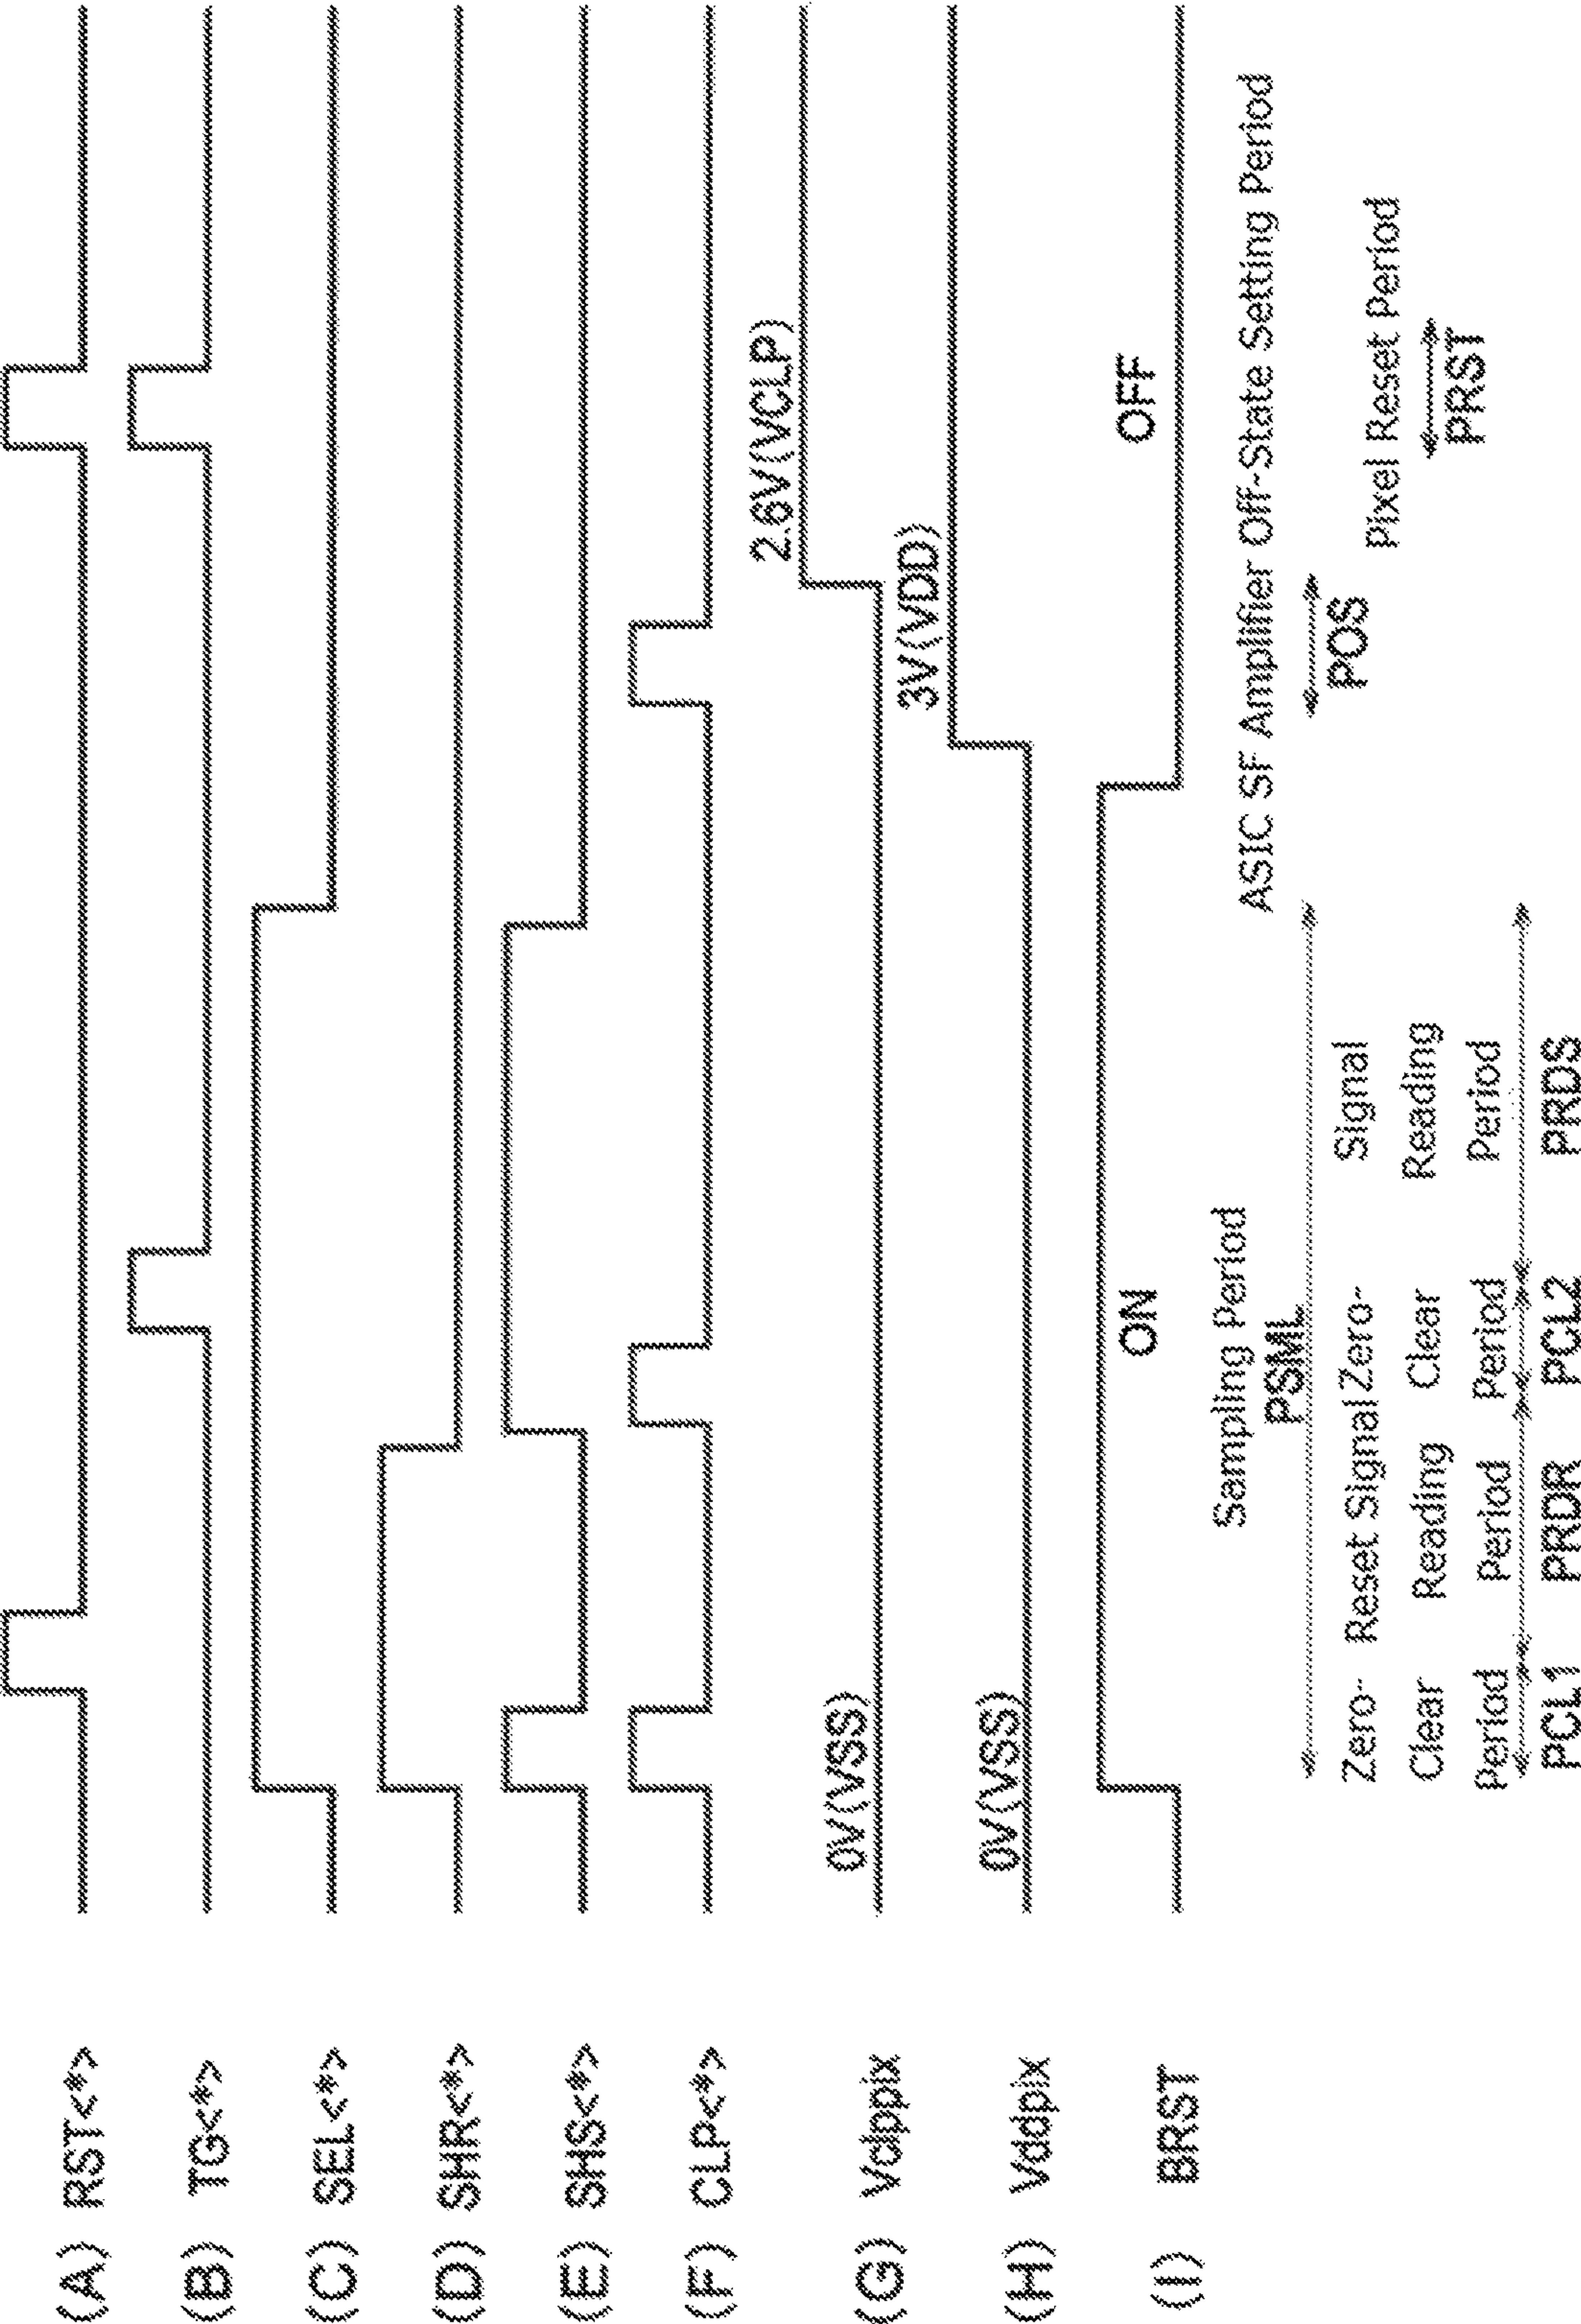 (A) RST<*>
(B) TG<*>
(C) SEL<*>
(D) SHR<*>
(E) SHS<*>
(F) CLP<*>
2.6V(VCLP)
(G) Vclppix
0V(VSS)
3V(VDD)
(H) Vddpix
0V(VSS)
(I) BRST
ON
OFF
Sampling Period
PSML
ASIC SF Amplifier Off-State Setting Period
POS
Pixel Reset Period
PRST
Zero-
Clear
Period
PCL1
Reset Signal
Reading
Period
PRDR
Zero-
Clear
Period
PCL2
Signal
Reading
Period
PRDS